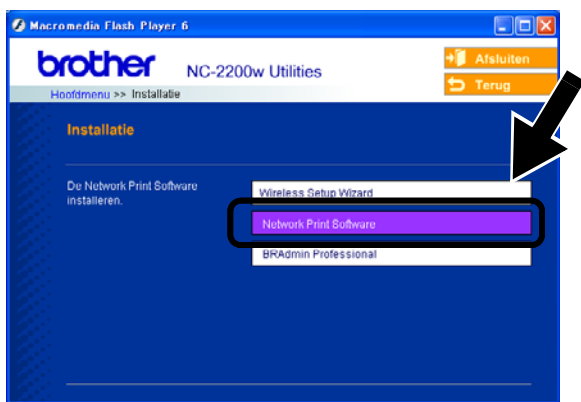 Macromedia Flash Player 6
brother
NC-2200w Utilities
Afsluiten
Terug
Hoofdmenu >> Installatie
Installatie
De Network Print Software
installeren.
Wireless Setup Wizard
Network Print Software
BRAdmin Professional